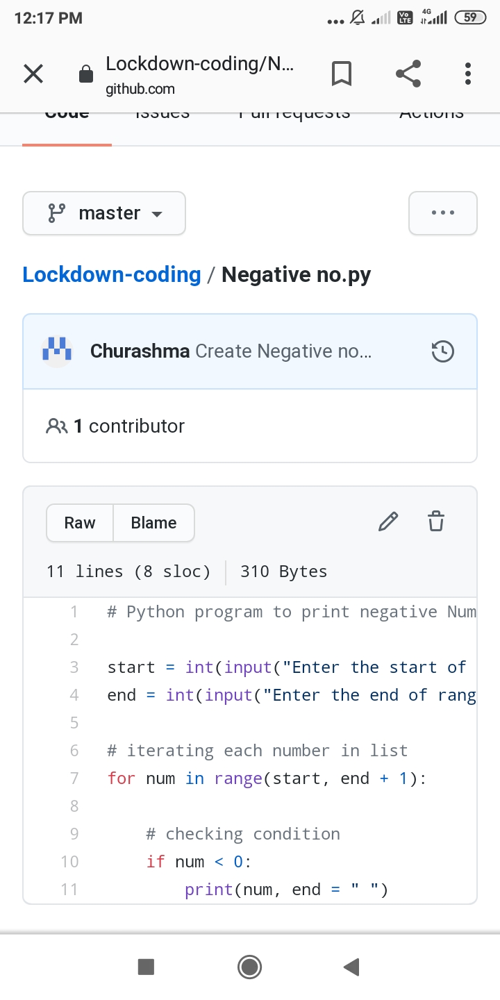 12:17 PM ... Vo LTE 4G 59
Lockdown-coding/N...
github.com
Code Issues Pull requests Actions
master
Lockdown-coding / Negative no.py
Churashma Create Negative no...
1 contributor
Raw Blame
11 lines (8 sloc) 310 Bytes
1 # Python program to print negative Num
2
3 start = int(input("Enter the start of
4 end = int(input("Enter the end of rang
5
6 # iterating each number in list
7 for num in range(start, end + 1):
8
9 # checking condition
10 if num < 0:
11 print(num, end = " ")